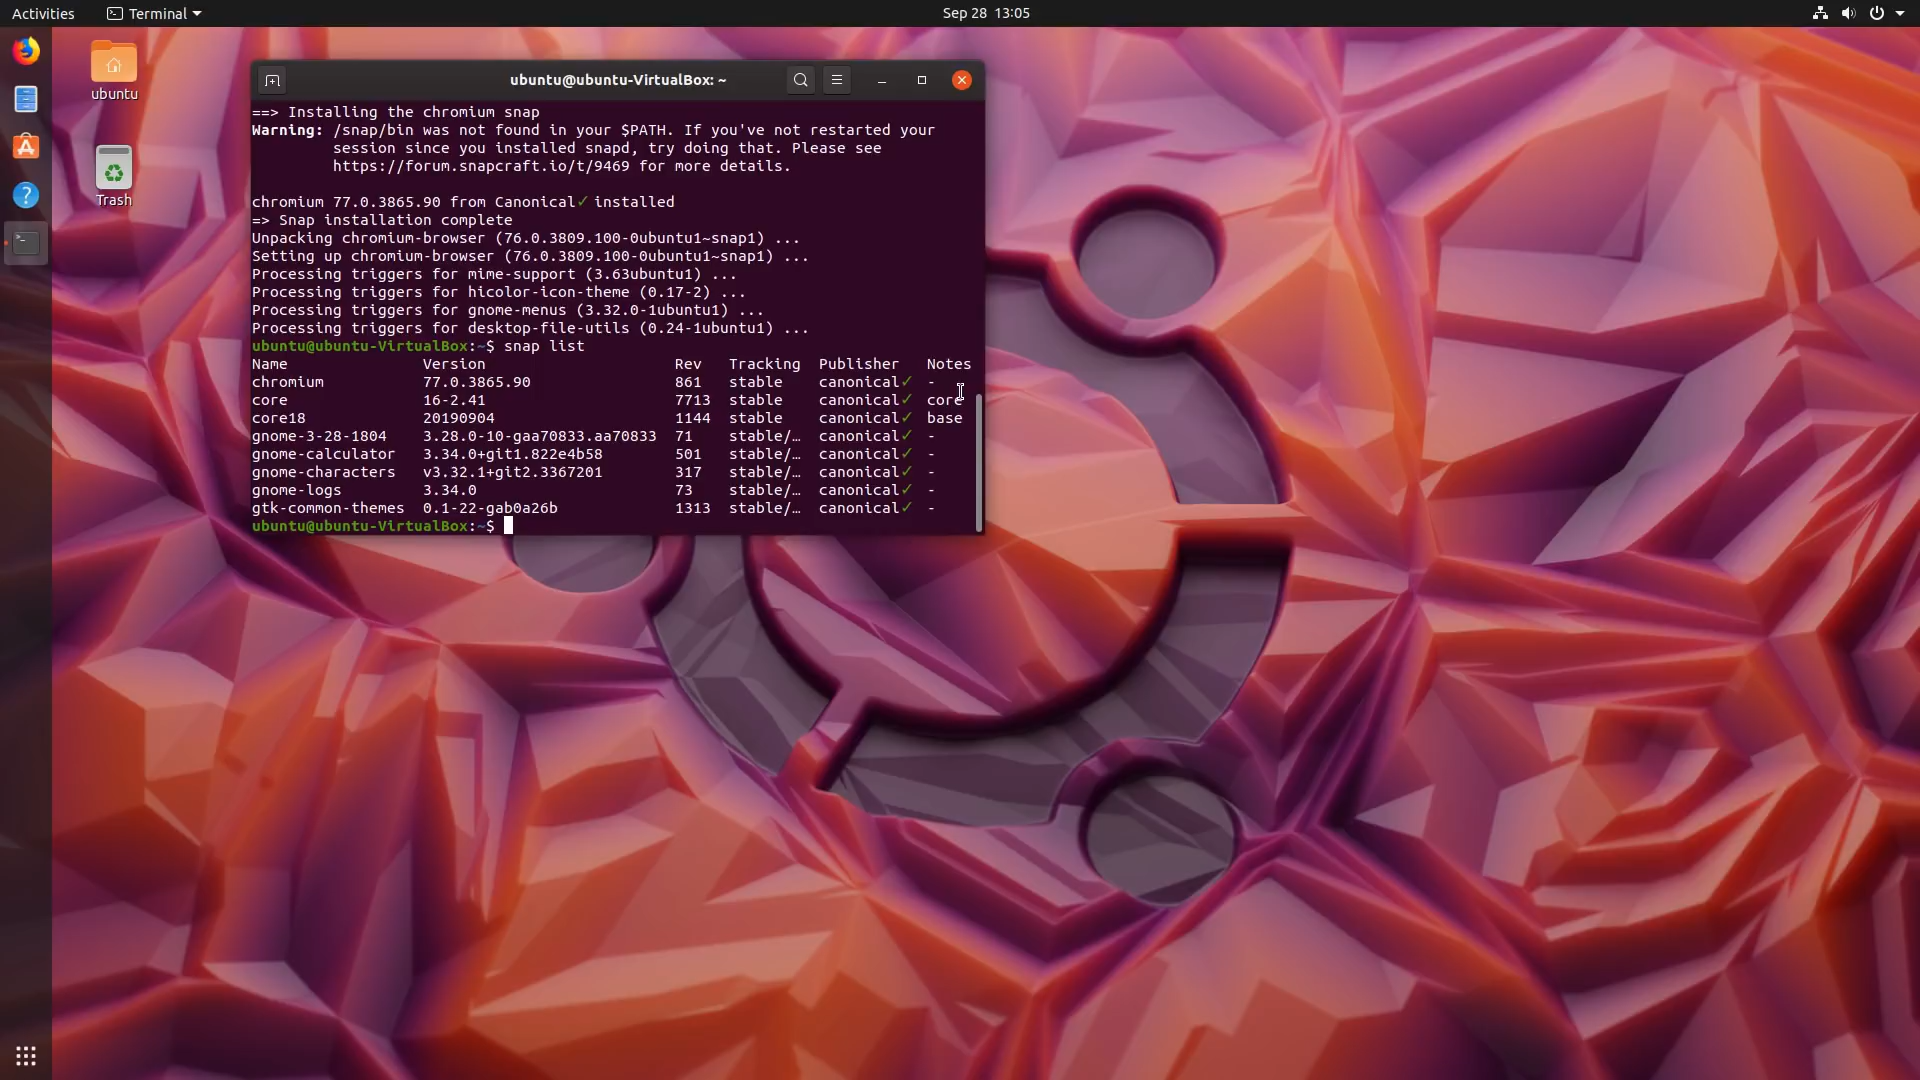 Activities
Terminal
Sep 28 13:05
ubuntu
Trash
ubuntu@ubuntu-VirtualBox: ~
==> Installing the chromium snap
Warning: /snap/bin was not found in your $PATH. If you've not restarted your
session since you installed snapd, try doing that. Please see
https://forum.snapcraft.io/t/9469 for more details.
chromium 77.0.3865.90 from Canonical✓ installed
=> Snap installation complete
Unpacking chromium-browser (76.0.3809.100-0ubuntu1~snap1) ...
Setting up chromium-browser (76.0.3809.100-0ubuntu1~snap1) ...
Processing triggers for mime-support (3.63ubuntu1) ...
Processing triggers for hicolor-icon-theme (0.17-2) ...
Processing triggers for gnome-menus (3.32.0-1ubuntu1) ...
Processing triggers for desktop-file-utils (0.24-1ubuntu1) ...
ubuntu@ubuntu-VirtualBox:~$ snap list
Name Version Rev Tracking Publisher Notes
chromium 77.0.3865.90 861 stable canonical✓ -
core 16-2.41 7713 stable canonical✓ core
core18 20190904 1144 stable canonical✓ base
gnome-3-28-1804 3.28.0-10-gaa70833.aa70833 71 stable/… canonical✓ -
gnome-calculator 3.34.0+git1.822e4b58 501 stable/… canonical✓ -
gnome-characters v3.32.1+git2.3367201 317 stable/… canonical✓ -
gnome-logs 3.34.0 73 stable/… canonical✓ -
gtk-common-themes 0.1-22-gab0a26b 1313 stable/… canonical✓ -
ubuntu@ubuntu-VirtualBox:~$